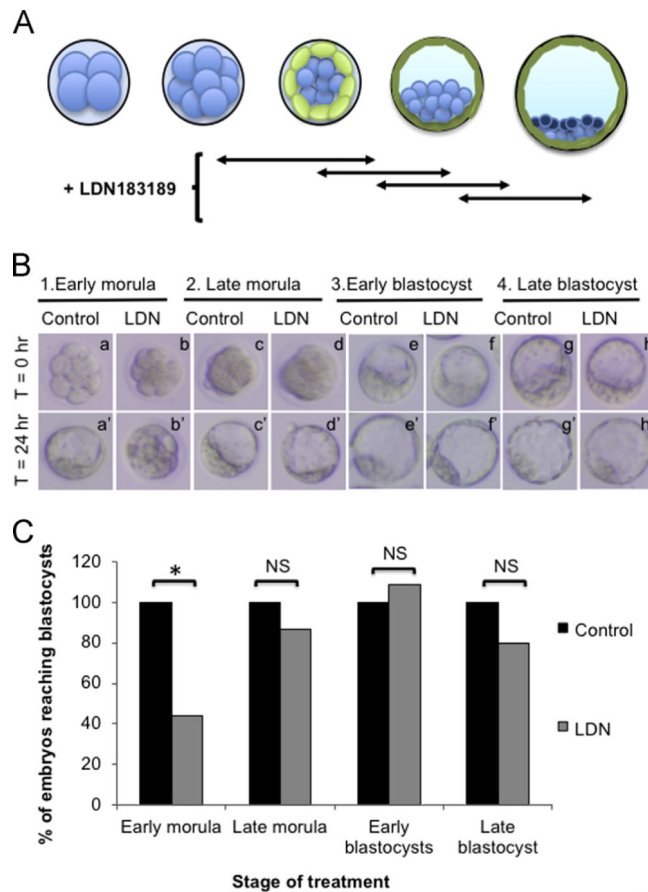 A
+ LDN183189
B
1.Early morula 2. Late morula 3.Early blastocyst 4. Late blastocyst
Control LDN Control LDN Control LDN Control LDN
T = 0 hr
a b c d e f g h
T = 24 hr
a' b' c' d' e' f' g' h
C
% of embryos reaching blastocysts
120
100
80
60
40
20
0
* NS NS NS
Control
LDN
Early morula Late morula Early blastocysts Late blastocyst
Stage of treatment